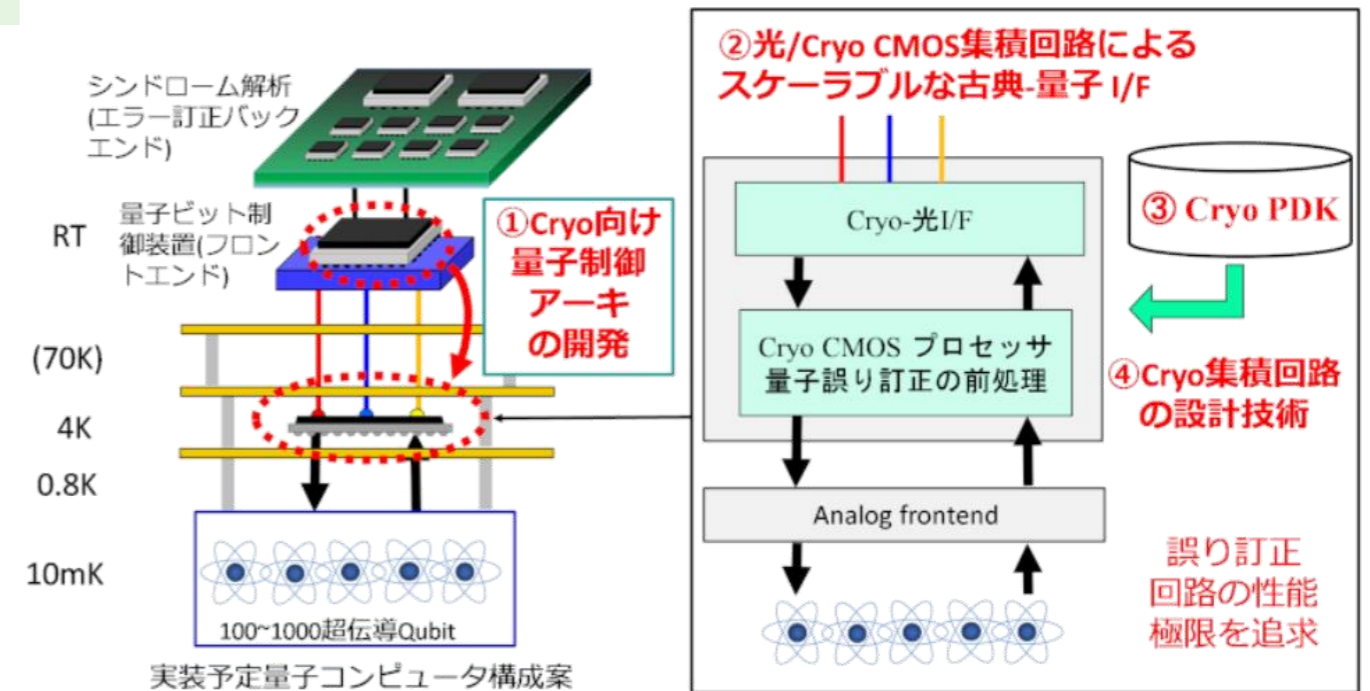 シンドローム解析
(エラー訂正バック
エンド)
RT
量子ビット制
御装置(フロン
トエンド)
①Cryo向け
量子制御
アーキ
の開発
(70K)
4K
0.8K
10mK
100~1000超伝導Qubit
実装予定量子コンピュータ構成案
②光/Cryo CMOS集積回路による
スケーラブルな古典-量子 I/F
Cryo-光I/F
③ Cryo PDK
Cryo CMOS プロセッサ
量子誤り訂正の前処理
④Cryo集積回路
の設計技術
Analog frontend
誤り訂正
回路の性能
極限を追求